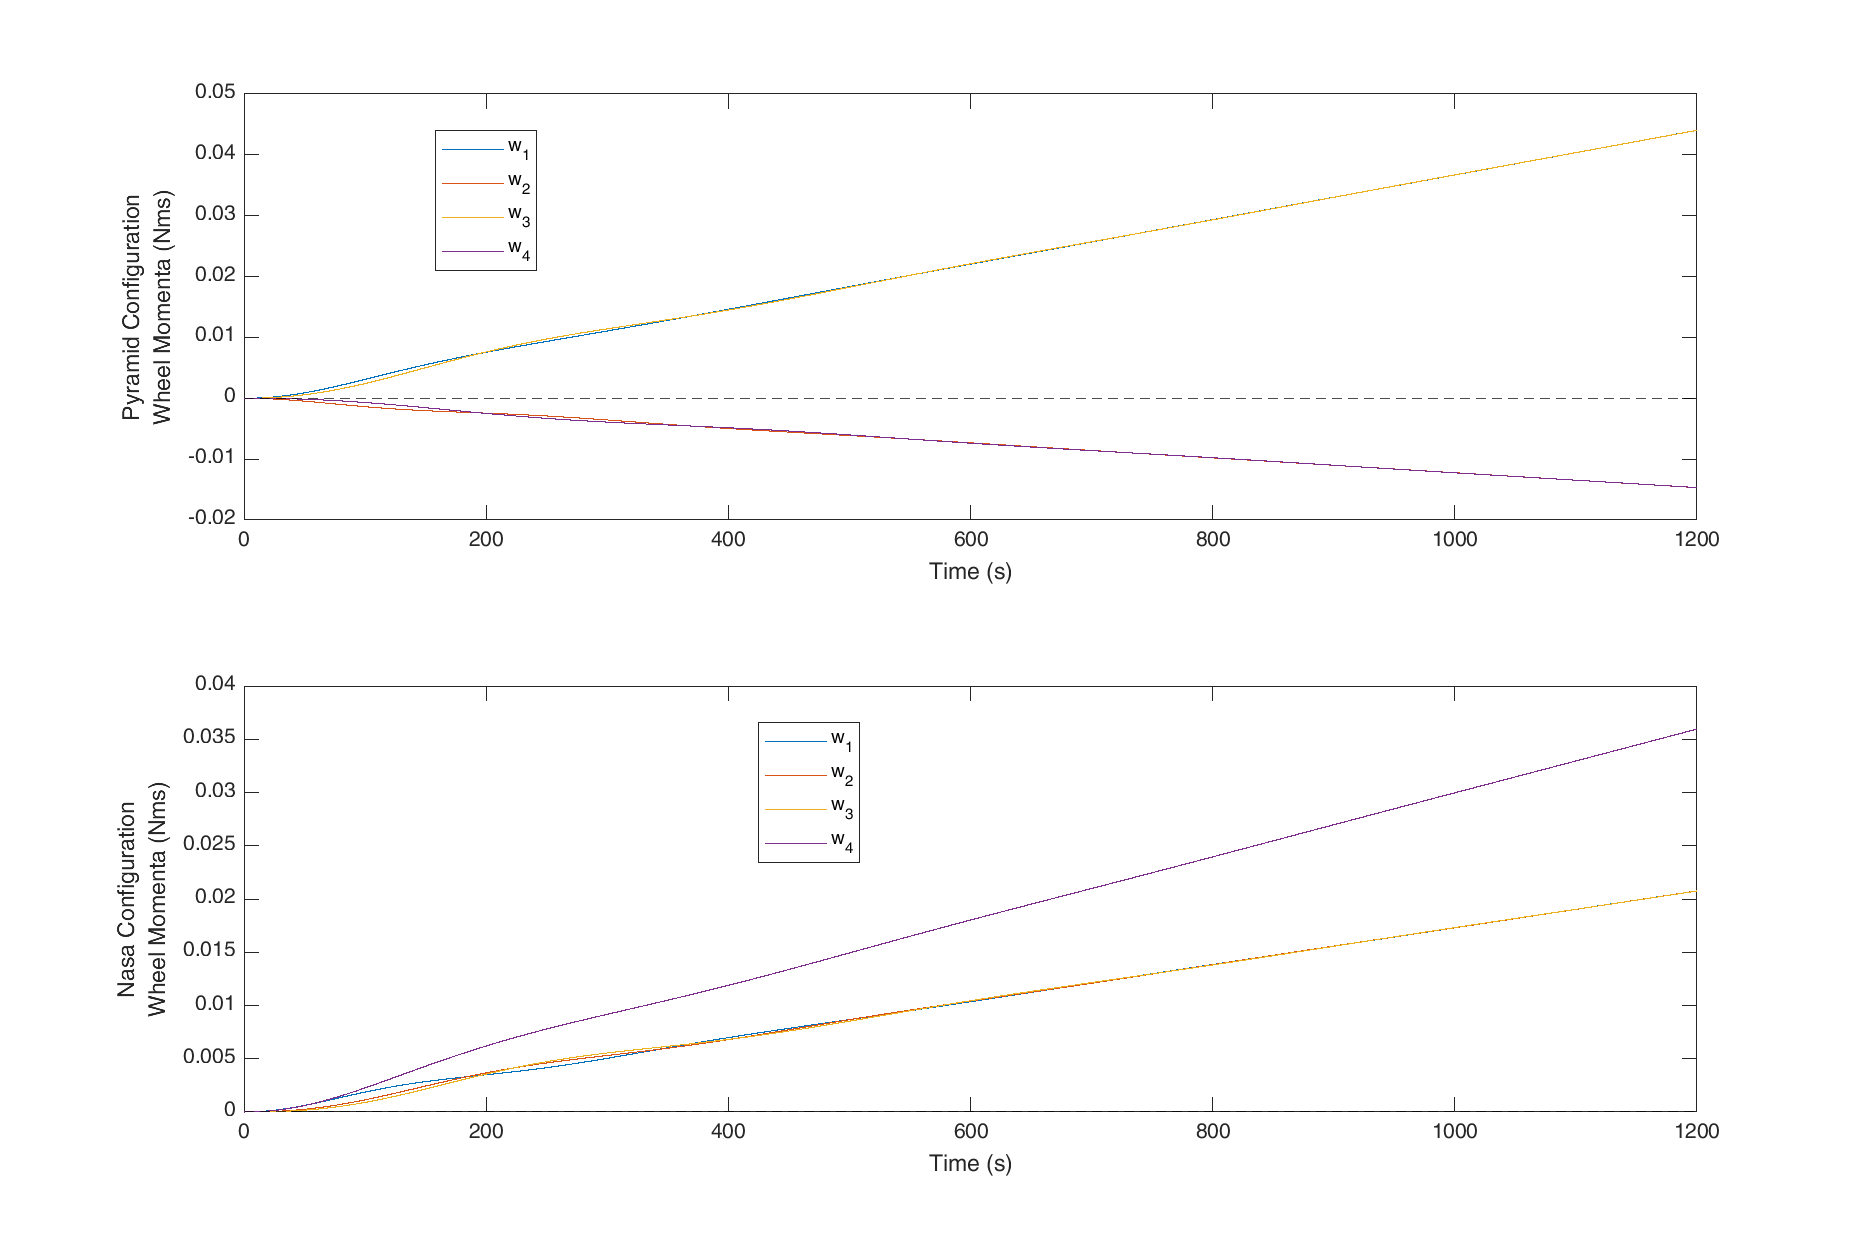 0.05
0.04
0.03
0.02
0.01
0
-0.01
-0.02
Pyramid Configuration
Wheel Momenta (Nms)
w1
w2
w3
w4
0 200 400 600 800 1000 1200
Time (s)
0.04
0.035
0.03
0.025
0.02
0.015
0.01
0.005
0
Nasa Configuration
Wheel Momenta (Nms)
w1
w2
w3
w4
0 200 400 600 800 1000 1200
Time (s)